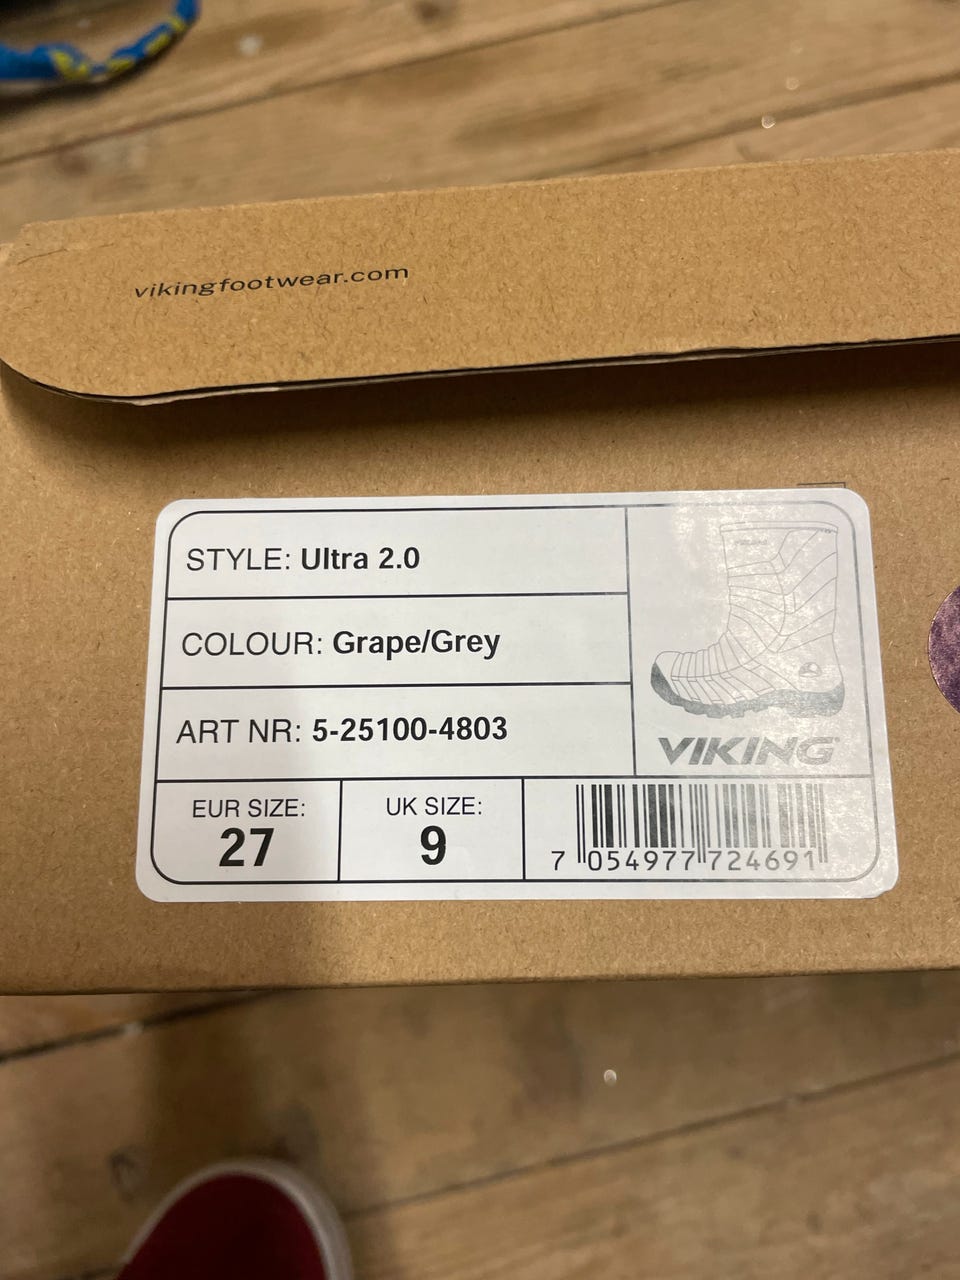 vikingfootwear.com
STYLE: Ultra 2.0
COLOUR: Grape/Grey
ART NR: 5-25100-4803
VIKING
EUR SIZE:
27
UK SIZE:
9
7 054977 724691